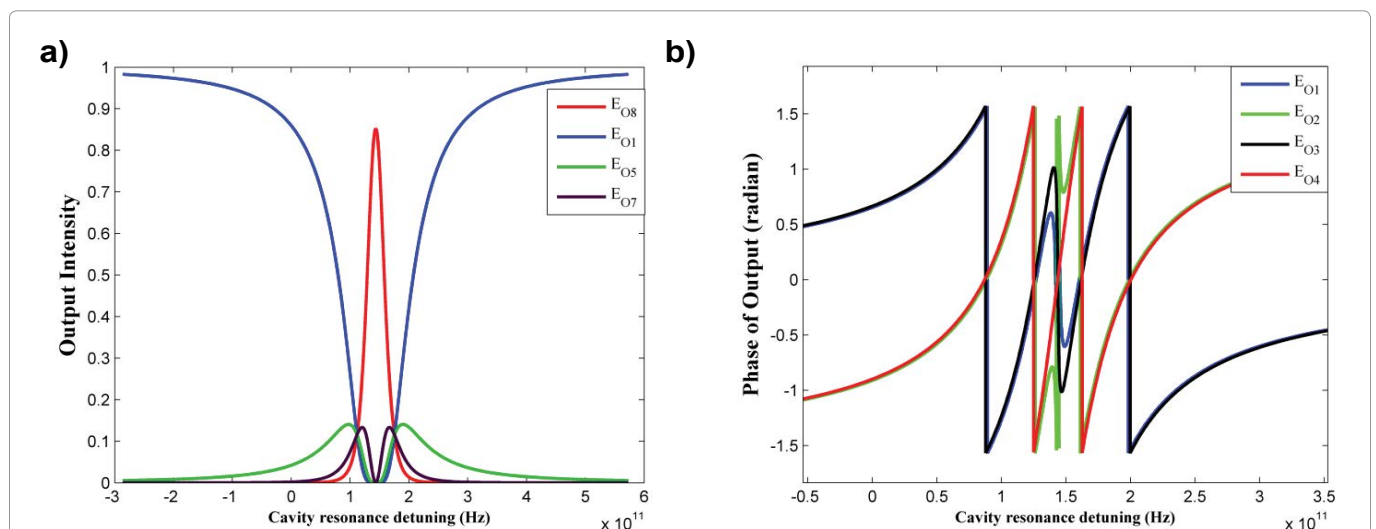 a)
1
0.9
0.8
0.7
0.6
0.5
0.4
0.3
0.2
0.1
0
Output Intensity
E_O8
E_O1
E_O5
E_O7
-3 -2 -1 0 1 2 3 4 5 6
Cavity resonance detuning (Hz)
x 10^11
b)
1.5
1
0.5
0
-0.5
-1
-1.5
Phase of Output (radian)
E_O1
E_O2
E_O3
E_O4
-0.5 0 0.5 1 1.5 2 2.5 3 3.5
Cavity resonance detuning (Hz)
x 10^11